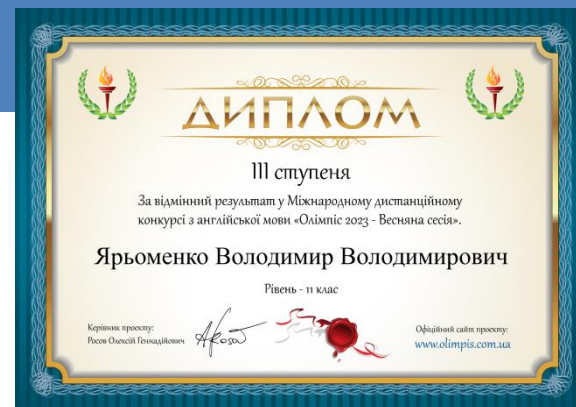 ДИПЛОМ
III ступеня
За відмінний результат у Міжнародному дистанційному
конкурсі з англійської мови «Олімпіс 2023 - Весняна сесія».
Ярьоменко Володимир Володимирович
Рівень - 11 клас
Керівник проекту:
Росов Олексій Геннадійович
Офіційний сайт проекту:
www.olimpis.com.ua